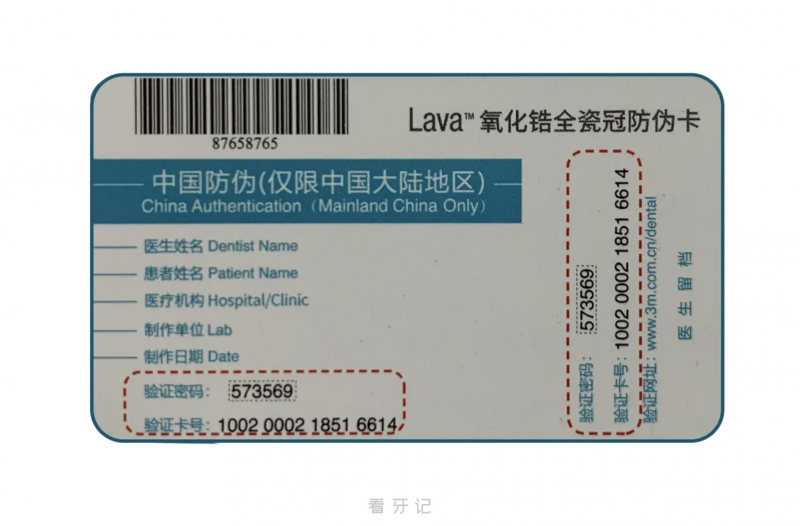 87658765
Lava™ 氧化锆全瓷冠防伪卡
中国防伪(仅限中国大陆地区)
China Authentication（Mainland China Only）
医生姓名 Dentist Name
患者姓名 Patient Name
医疗机构 Hospital/Clinic
制作单位 Lab
制作日期 Date
验证密码： 573569
验证卡号：1002 0002 1851 6614
验证密码： 573569
验证卡号：1002 0002 1851 6614
验证网址：www.3m.com.cn/dental
医生留档
看牙记